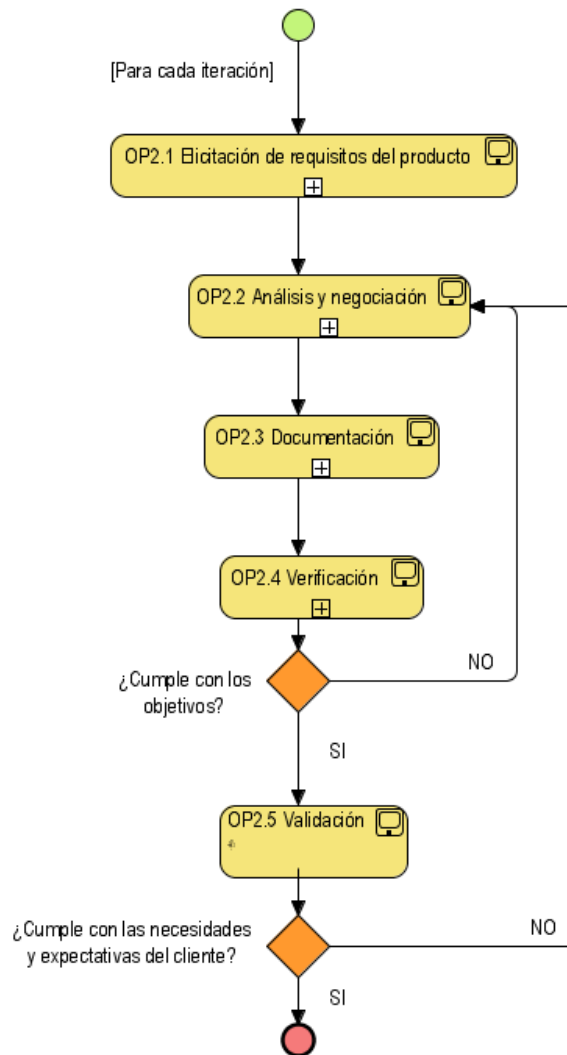 [Para cada iteración]
OP2.1 Elicitación de requisitos del producto
OP2.2 Análisis y negociación
OP2.3 Documentación
OP2.4 Verificación
¿Cumple con los
objetivos?
NO
SI
OP2.5 Validación
¿Cumple con las necesidades
y expectativas del cliente?
NO
SI